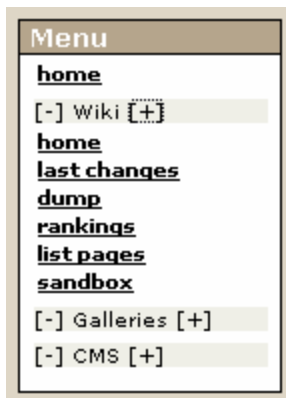 Menu
home
[-] Wiki [+]
home
last changes
dump
rankings
list pages
sandbox
[-] Galleries [+]
[-] CMS [+]